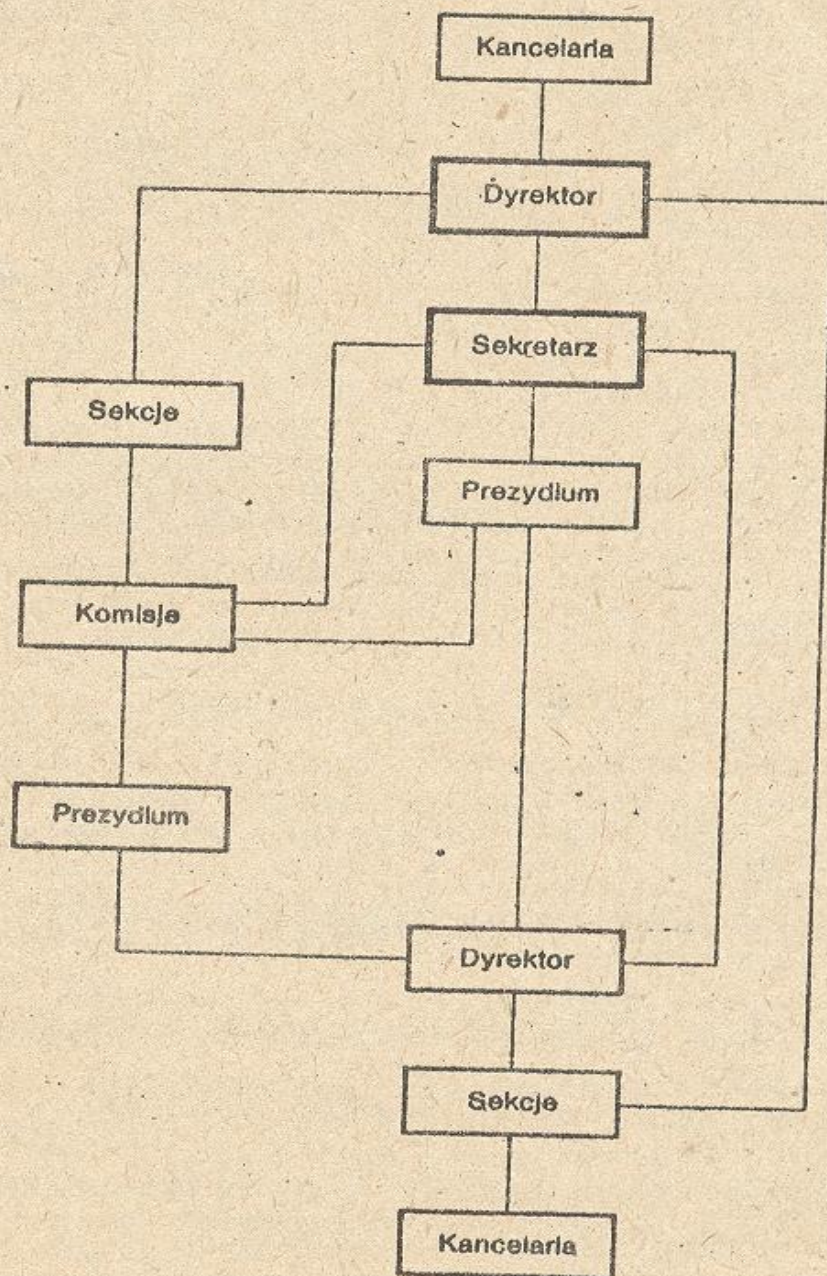 Kancelaria
Dyrektor
Sekretarz
Sekcje
Prezydium
Komisje
Prezydium
Dyrektor
Sekcje
Kancelaria